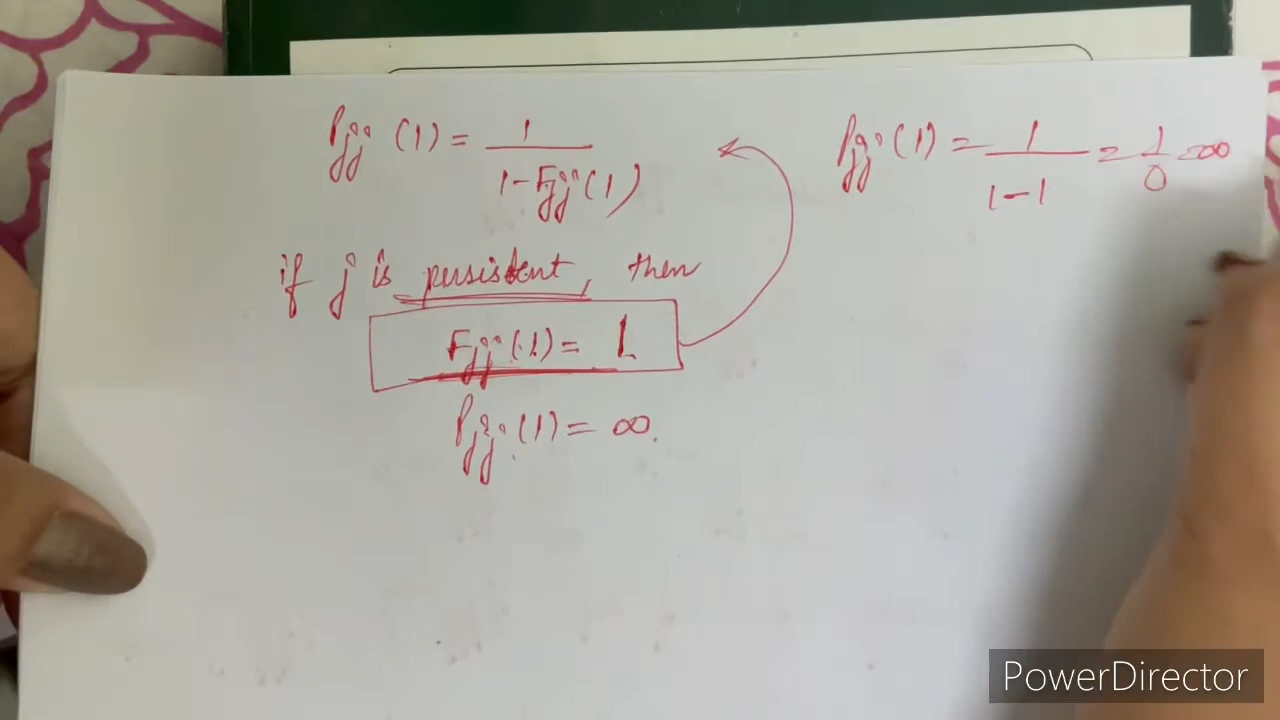 Pjj(1) = 1/(1-Fjj(1))
Pjj(1) = 1/(1-1) = 1/0 = ∞
if j is persistent, then
Fjj(1) = 1
Pjj(1) = ∞.
PowerDirector